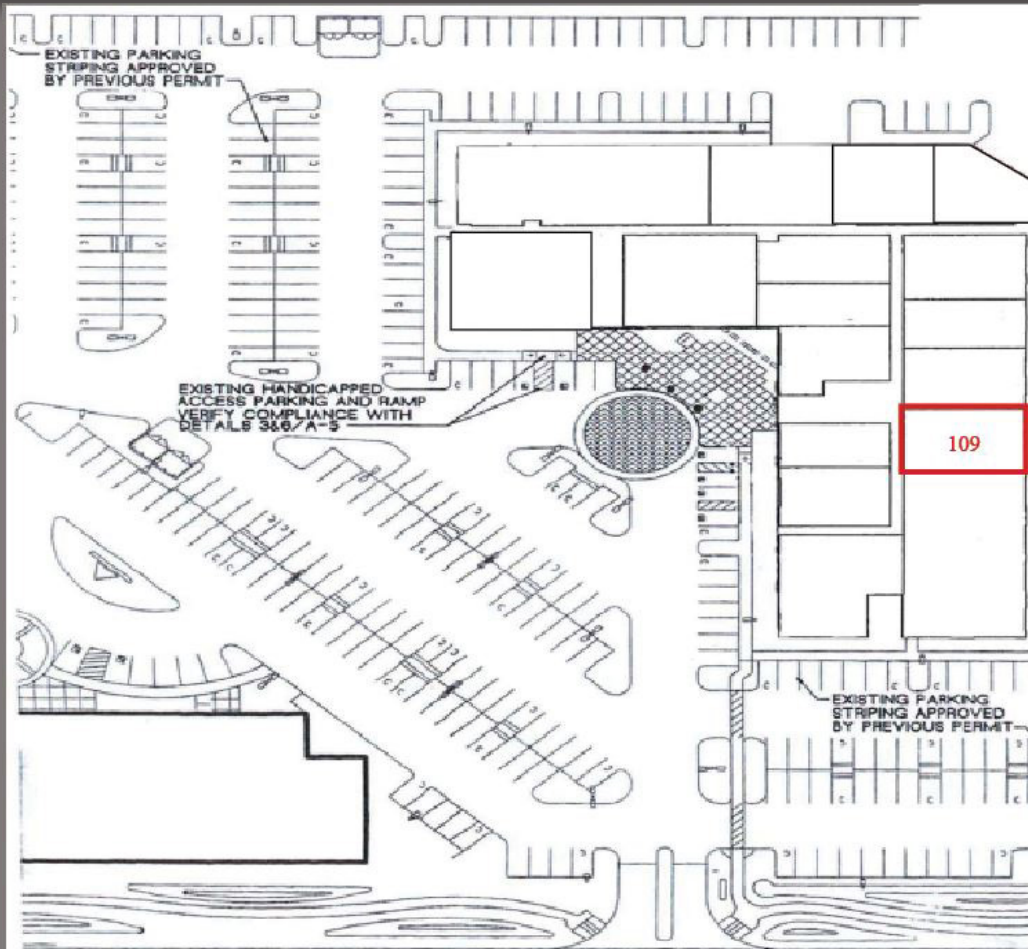 EXISTING PARKING
STRIPING APPROVED
BY PREVIOUS PERMIT
EXISTING HANDICAPPED
ACCESS PARKING AND RAMP
VERIFY COMPLIANCE WITH
DETAILS 3&6/A-5
109
EXISTING PARKING
STRIPING APPROVED
BY PREVIOUS PERMIT